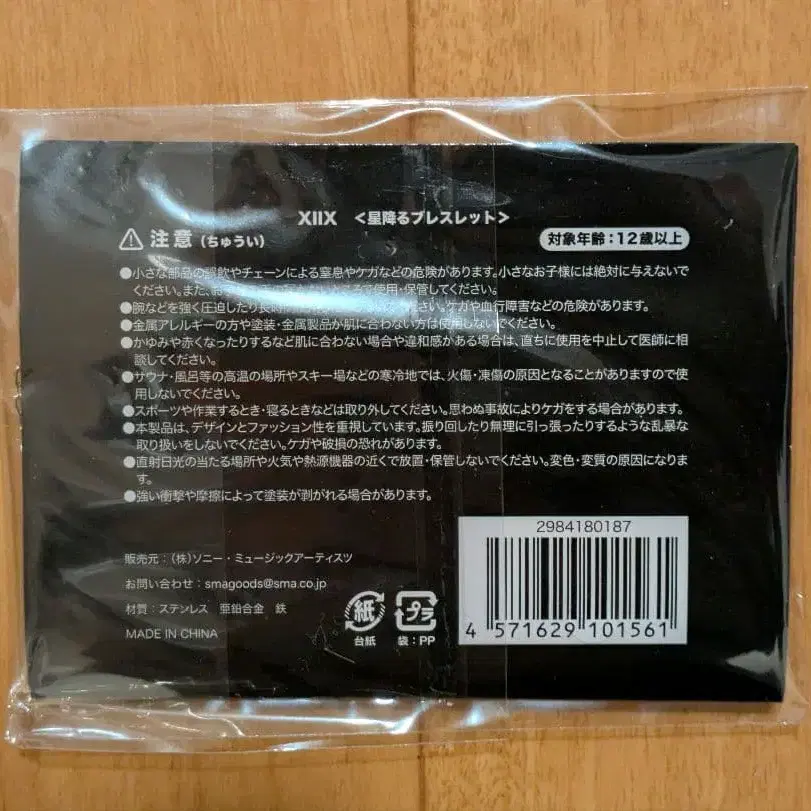 XIIX <星降るブレスレット>
⚠ 注意(ちゅうい)
対象年齢:12歳以上
●小さな部品の誤飲やチェーンによる窒息やケガなどの危険があります。小さなお子様には絶対に与えないで
ください。また、 使用・保管してください。
●腕などを強く圧迫したり長時 ください。ケガや血行障害などの危険があります。
●金属アレルギーの方や塗装・金属製品が肌に合わない方は使用しないでください。
●かゆみや赤くなったりするなど肌に合わない場合や違和感がある場合は、直ちに使用を中止して医師に相
談してください。
●サウナ・風呂等の高温の場所やスキー場などの寒冷地では、火傷・凍傷の原因となることがありますので使
用しないでください。
●スポーツや作業するとき・寝るときなどは取り外してください。思わぬ事故によりケガをする場合があります。
●本製品は、デザインとファッション性を重視しています。振り回したり無理に引っ張ったりするような乱暴な
取り扱いをしないでください。ケガや破損の恐れがあります。
●直射日光の当たる場所や火気や熱源機器の近くで放置・保管しないでください。変色・変質の原因になりま
す。
●強い衝撃や摩擦によって塗装が剥がれる場合があります。
販売元:(株)ソニー・ミュージックアーティスツ
お問い合わせ:smagoods@sma.co.jp
材質:ステンレス 亜鉛合金 鉄
MADE IN CHINA
紙
台紙
プラ
袋:PP
2984180187
4 571629 101561